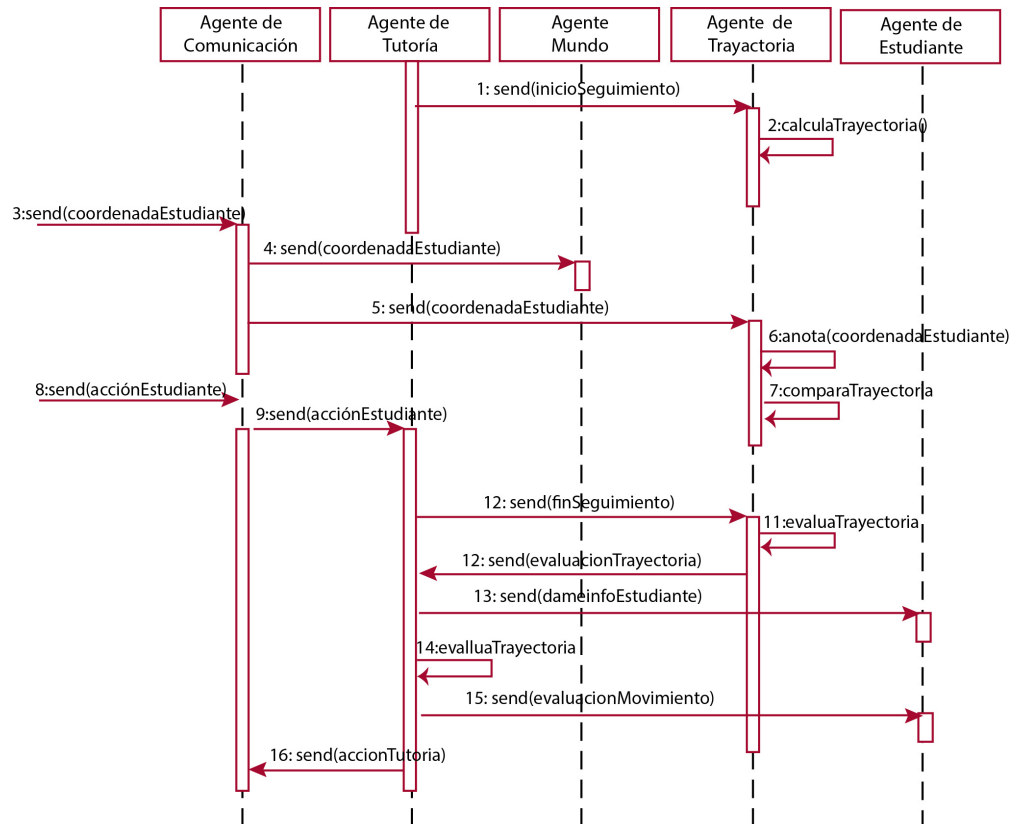 Agente de
Comunicación
Agente de
Tutoría
Agente
Mundo
Agente de
Trayactoria
Agente de
Estudiante
1: send(inicioSeguimiento)
2:calculaTrayectoria()
3:send(coordenadaEstudiante)
4: send(coordenadaEstudiante)
5: send(coordenadaEstudiante)
6:anota(coordenadaEstudiante)
7:comparaTrayectoria
8:send(acciónEstudiante)
9:send(acciónEstudiante)
12: send(finSeguimiento)
11:evaluaTrayectoria
12: send(evaluacionTrayectoria)
13: send(dameinfoEstudiante)
14:evalluaTrayectoria
15: send(evaluacionMovimiento)
16: send(accionTutoria)